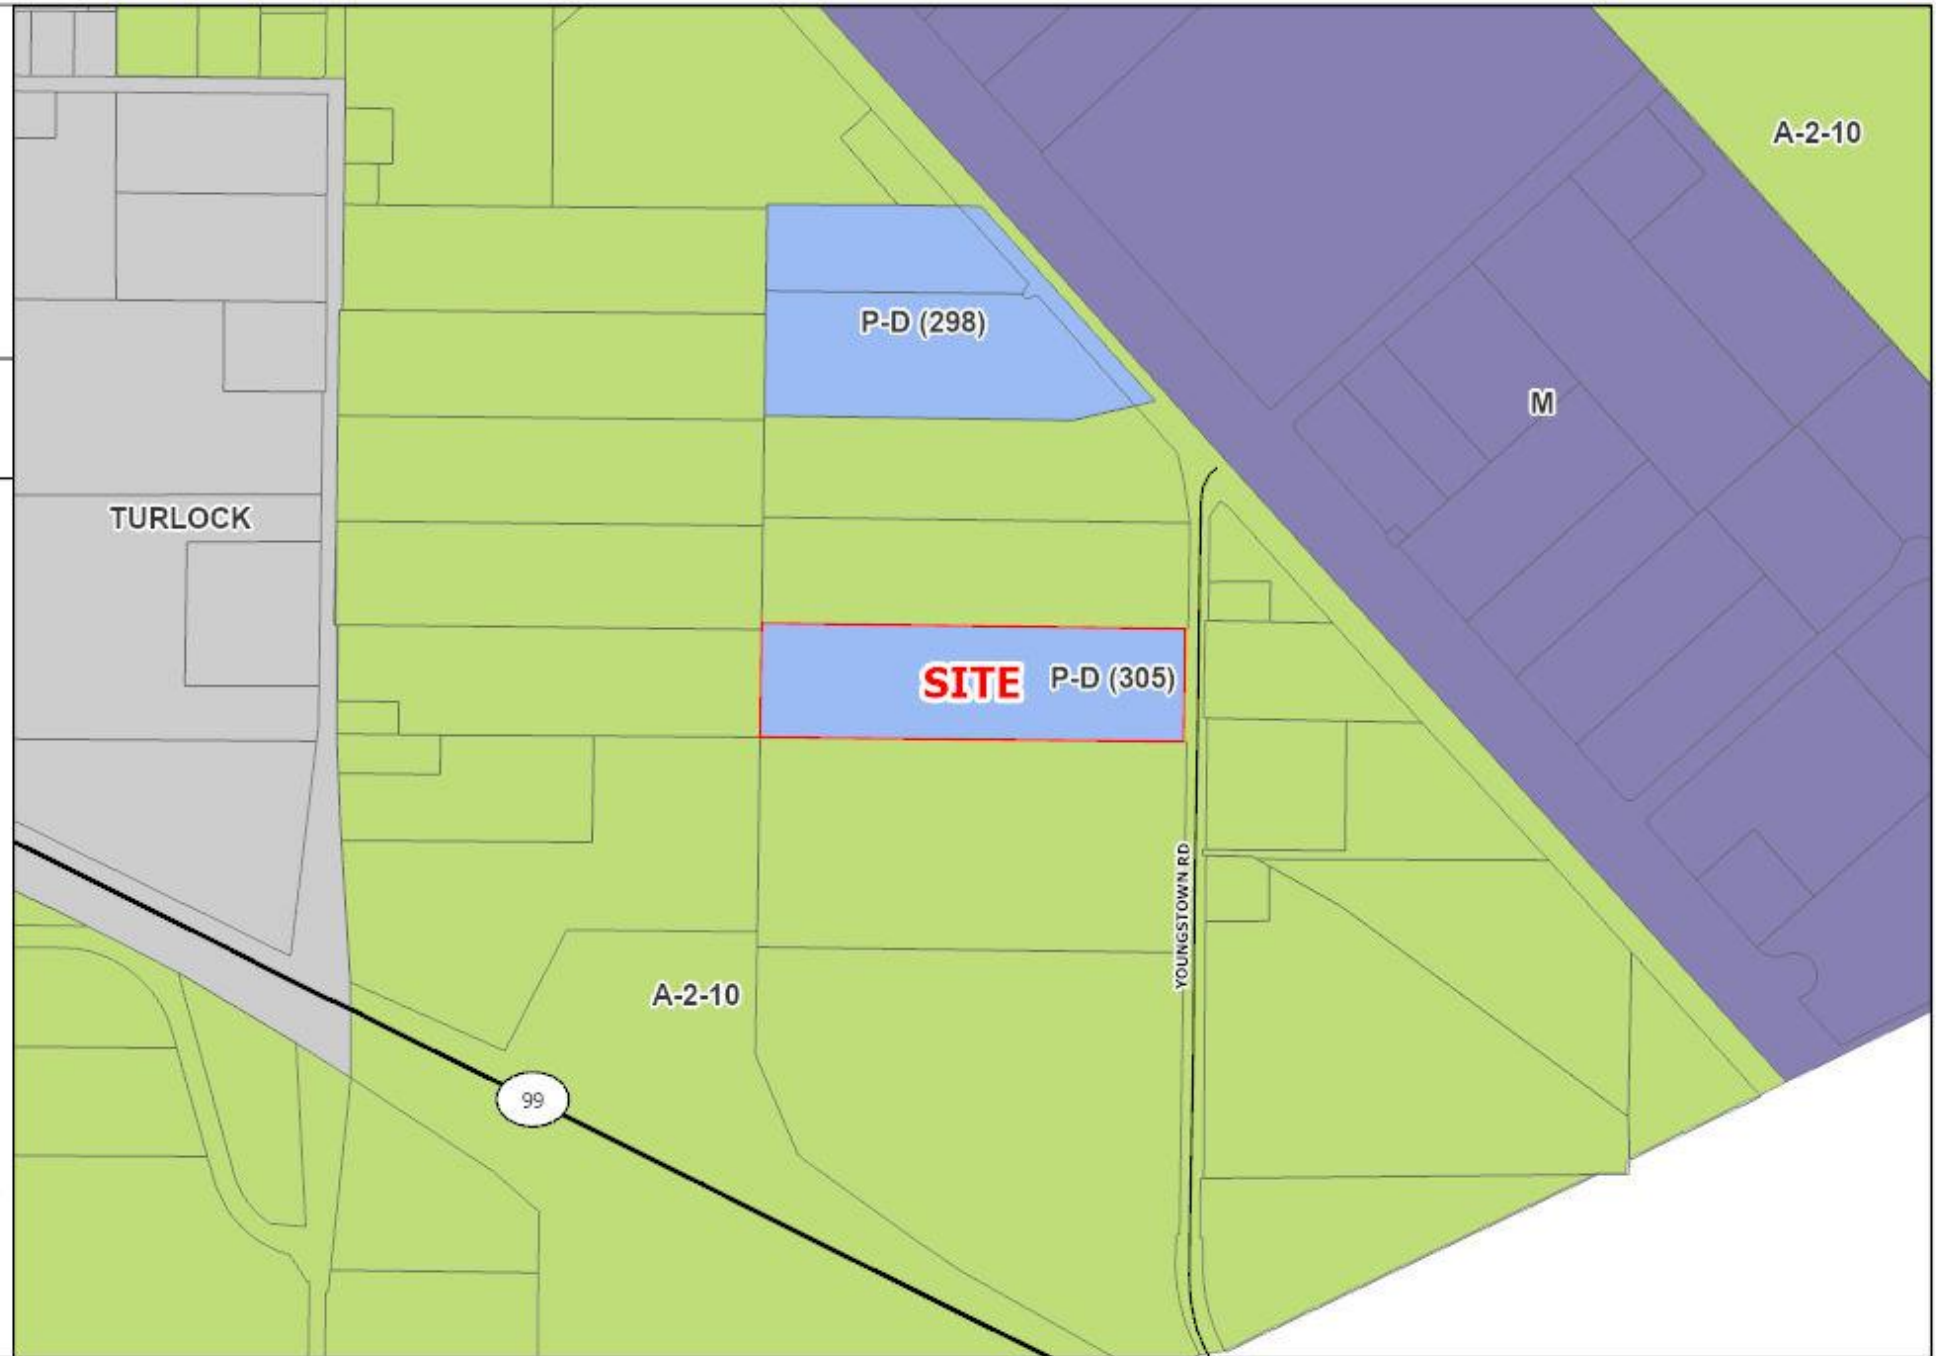 A-2-10
P-D (298)
M
TURLOCK
SITE
P-D (305)
YOUNGSTOWN RD
A-2-10
99